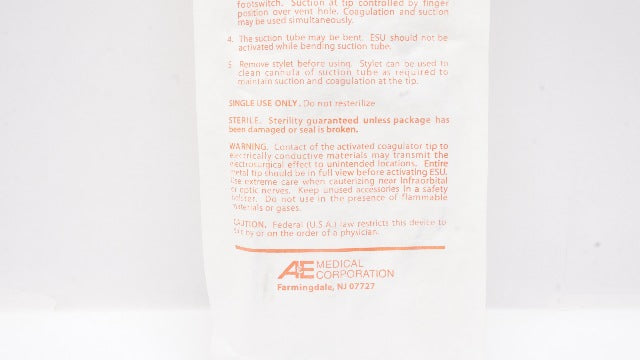 footswitch. Suction at tip controlled by finger
position over vent hole. Coagulation and suction
may be used simultaneously.
4. The suction tube may be bent. ESU should not be
activated while bending suction tube.
5. Remove stylet before using. Stylet can be used to
clean cannula of suction tube as required to
maintain suction and coagulation at the tip.
SINGLE USE ONLY. Do not resterilize
STERILE. Sterility guaranteed unless package has
been damaged or seal is broken.
WARNING. Contact of the activated coagulator tip to
electrically conductive materials may transmit the
electrosurgical effect to unintended locations. Entire
metal tip should be in full view before activating ESU.
Use extreme care when cauterizing near infraorbital
or optic nerves. Keep unused accessories in a safety
holster. Do not use in the presence of flammable
materials or gases.
CAUTION. Federal (U.S.A.) law restricts this device to
by or on the order of a physician.
A&E MEDICAL
CORPORATION
Farmingdale, NJ 07727